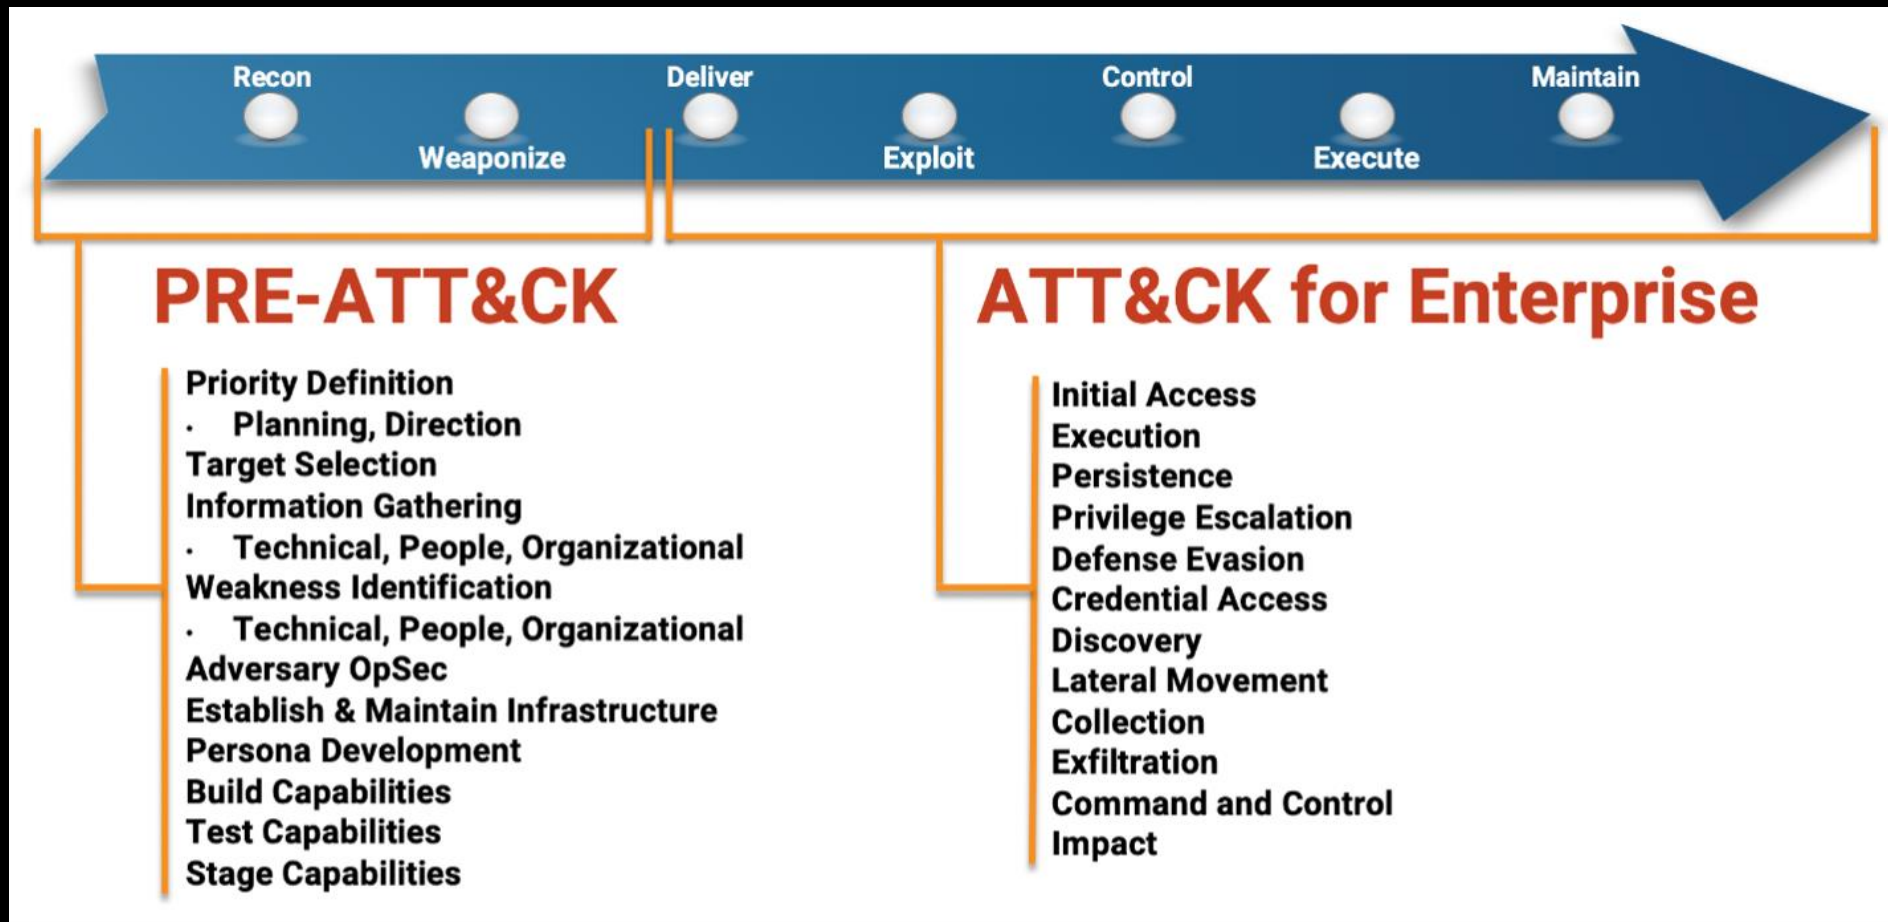 Recon
Weaponize
Deliver
Exploit
Control
Execute
Maintain
PRE-ATT&CK
Priority Definition
· Planning, Direction
Target Selection
Information Gathering
· Technical, People, Organizational
Weakness Identification
· Technical, People, Organizational
Adversary OpSec
Establish & Maintain Infrastructure
Persona Development
Build Capabilities
Test Capabilities
Stage Capabilities
ATT&CK for Enterprise
Initial Access
Execution
Persistence
Privilege Escalation
Defense Evasion
Credential Access
Discovery
Lateral Movement
Collection
Exfiltration
Command and Control
Impact